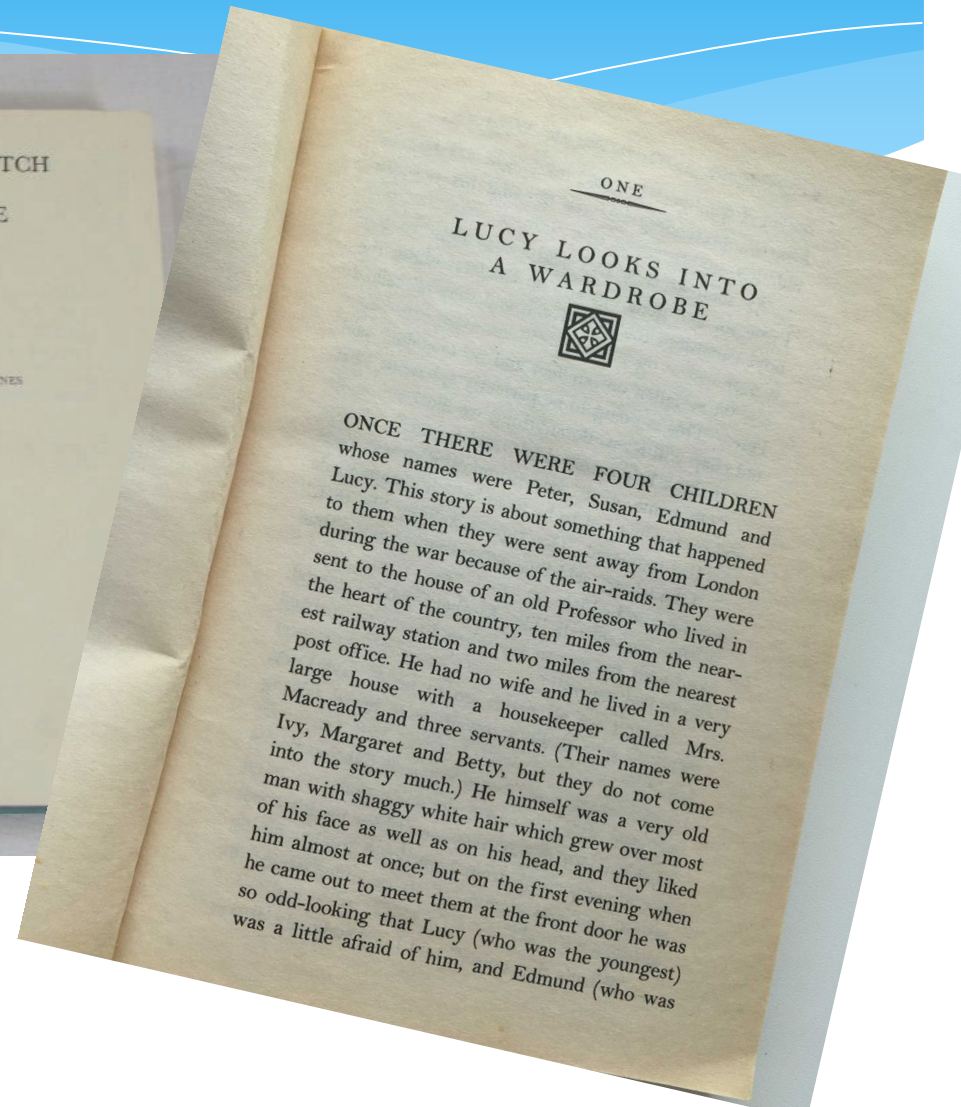 TCH
E
NES
ONE
LUCY LOOKS INTO
A WARDROBE
ONCE THERE WERE FOUR CHILDREN
whose names were Peter, Susan, Edmund and
Lucy. This story is about something that happened
to them when they were sent away from London
during the war because of the air-raids. They were
sent to the house of an old Professor who lived in
the heart of the country, ten miles from the near-
est railway station and two miles from the nearest
post office. He had no wife and he lived in a very
large house with a housekeeper called Mrs.
Macready and three servants. (Their names were
Ivy, Margaret and Betty, but they do not come
into the story much.) He himself was a very old
man with shaggy white hair which grew over most
of his face as well as on his head, and they liked
him almost at once; but on the first evening when
he came out to meet them at the front door he was
so odd-looking that Lucy (who was the youngest)
was a little afraid of him, and Edmund (who was